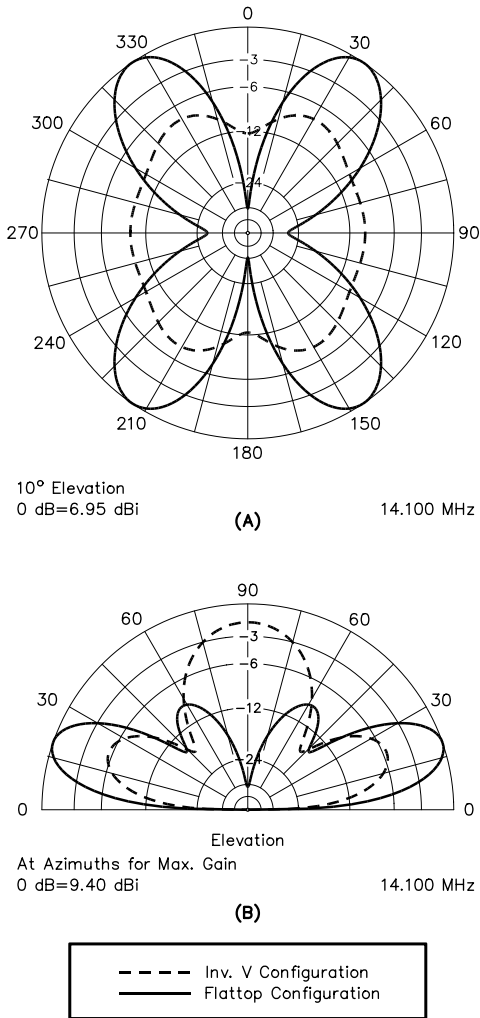 0
330 30
-3
-6
300 60
-12
-24
270 90
240 120
210 150
180
10° Elevation
0 dB=6.95 dBi 14.100 MHz
(A)
90
60 60
-3
-6
30 30
-12
-24
0 0
Elevation
At Azimuths for Max. Gain
0 dB=9.40 dBi 14.100 MHz
(B)
Inv. V Configuration
Flattop Configuration